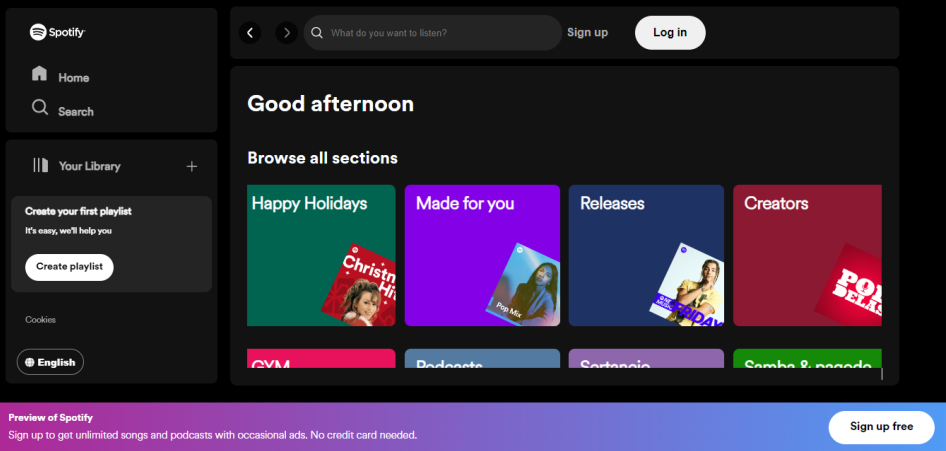 Spotify
Home
Search
Your Library
Create your first playlist
It's easy, we'll help you
Create playlist
Cookies
English
What do you want to listen?
Sign up
Log in
Good afternoon
Browse all sections
Happy Holidays
Made for you
Releases
Creators
Pop Mix
FRIDAY
GYM
Podcasts
Sertanejo
Samba & pagode
Preview of Spotify
Sign up to get unlimited songs and podcasts with occasional ads. No credit card needed.
Sign up free